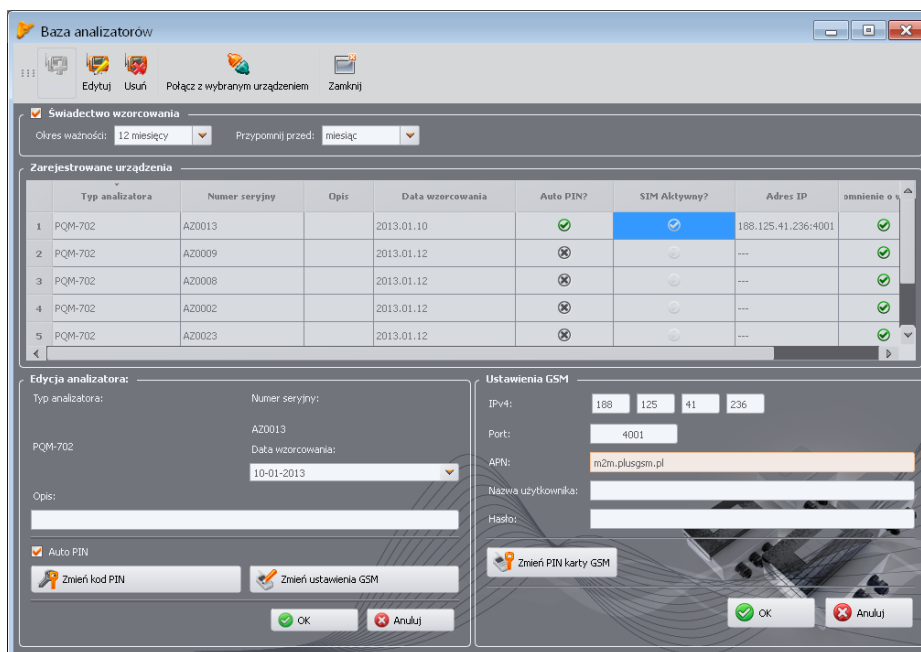 Baza analizatorów
Edytuj Usuń Połącz z wybranym urządzeniem Zamknij
Świadectwo wzorcowania
Okres ważności: 12 miesięcy Przypomnij przed: miesiąc
Zarejestrowane urządzenia
Typ analizatora Numer seryjny Opis Data wzorcowania Auto PIN? SIM Aktywny? Adres IP omnienie o w
1 PQM-702 AZ0013 2013.01.10 188.125.41.236:4001
2 PQM-702 AZ0009 2013.01.12 ---
3 PQM-702 AZ0008 2013.01.12 ---
4 PQM-702 AZ0002 2013.01.12 ---
5 PQM-702 AZ0023 2013.01.12 ---
Edycja analizatora:
Typ analizatora: Numer seryjny:
AZ0013
PQM-702
Data wzorcowania:
10-01-2013
Opis:
Auto PIN
Zmień kod PIN Zmień ustawienia GSM
OK Anuluj
Ustawienia GSM
IPv4: 188 125 41 236
Port: 4001
APN: m2m.plusgsm.pl
Nazwa użytkownika:
Hasło:
Zmień PIN karty GSM
OK Anuluj